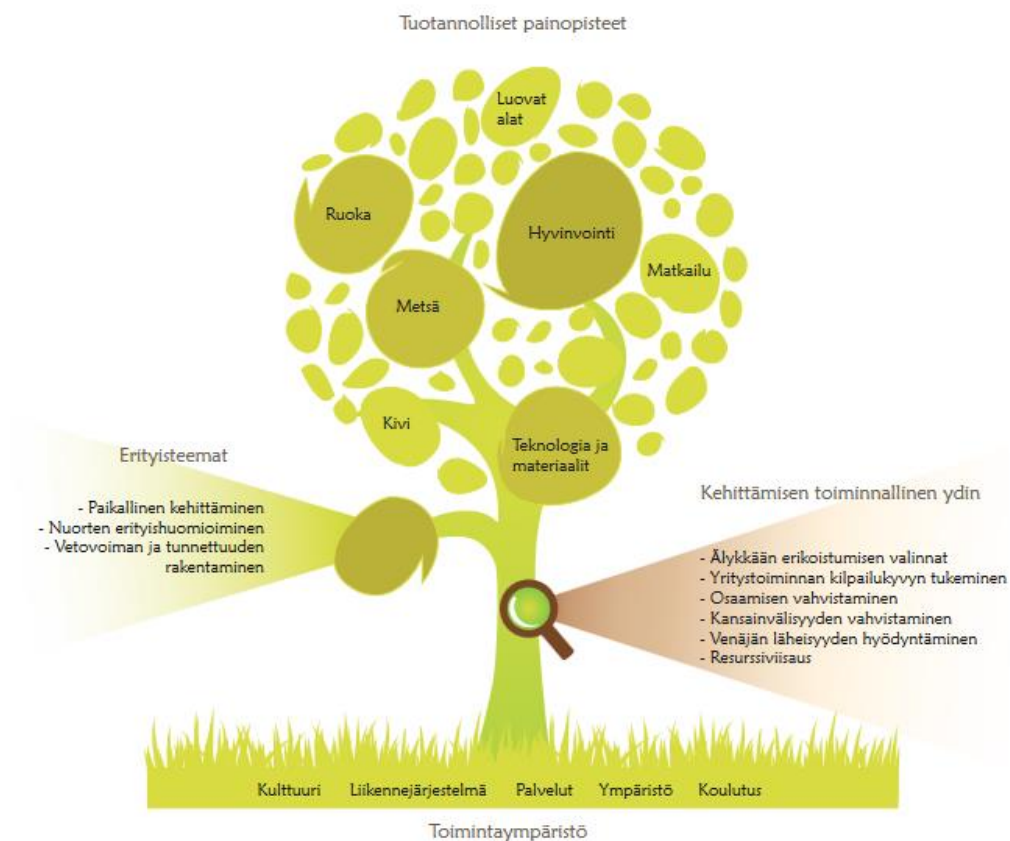 Tuotannolliset painopisteet
Luovat
alat
Ruoka
Hyvinvointi
Matkailu
Metsä
Kivi
Teknologia ja
materiaalit
Erityisteemat
- Paikallinen kehittäminen
- Nuorten erityishuomioiminen
- Vetovoiman ja tunnettuuden
rakentaminen
Kehittämisen toiminnallinen ydin
- Älykkään erikoistumisen valinnat
- Yritystoiminnan kilpailukyvyn tukeminen
- Osaamisen vahvistaminen
- Kansainvälisyyden vahvistaminen
- Venäjän läheisyyden hyödyntäminen
- Resurssiviisaus
Kulttuuri Liikennejärjestelmä Palvelut Ympäristö Koulutus
Toimintaympäristö